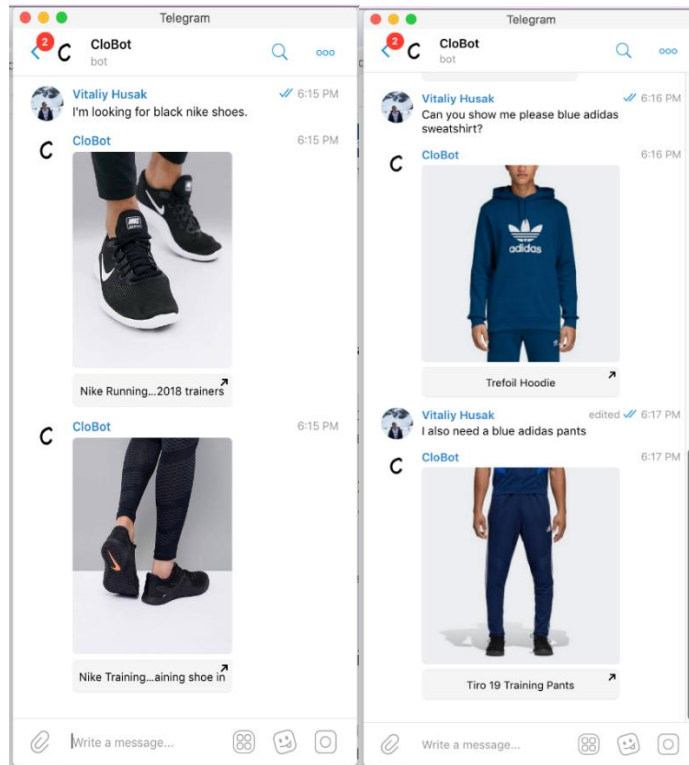 Telegram
2
C
CloBot
bot
Vitaliy Husak
6:15 PM
I'm looking for black nike shoes.
C
CloBot
6:15 PM
Nike Running...2018 trainers
C
CloBot
6:15 PM
Nike Training...aining shoe in
Write a message...
Telegram
2
C
CloBot
bot
Vitaliy Husak
6:16 PM
Can you show me please blue adidas
sweatshirt?
C
CloBot
6:16 PM
adidas
Trefoil Hoodie
Vitaliy Husak
edited
6:17 PM
I also need a blue adidas pants
C
CloBot
6:17 PM
Tiro 19 Training Pants
Write a message...